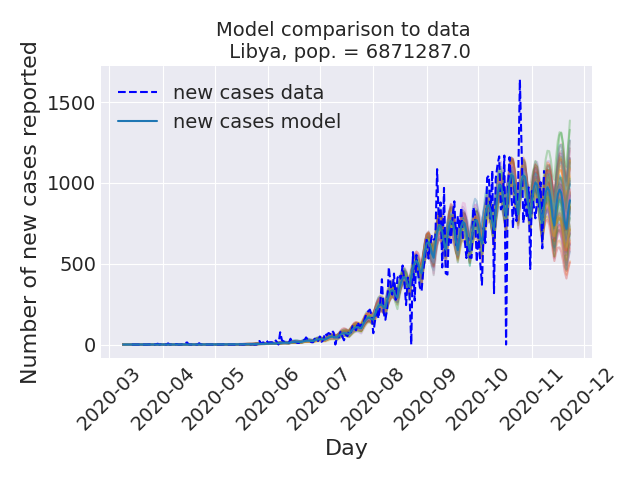 Model comparison to data
Libya, pop. = 6871287.0
Number of new cases reported
1500
1000
500
0
new cases data
new cases model
2020-03
2020-04
2020-05
2020-06
2020-07
2020-08
2020-09
2020-10
2020-11
2020-12
Day